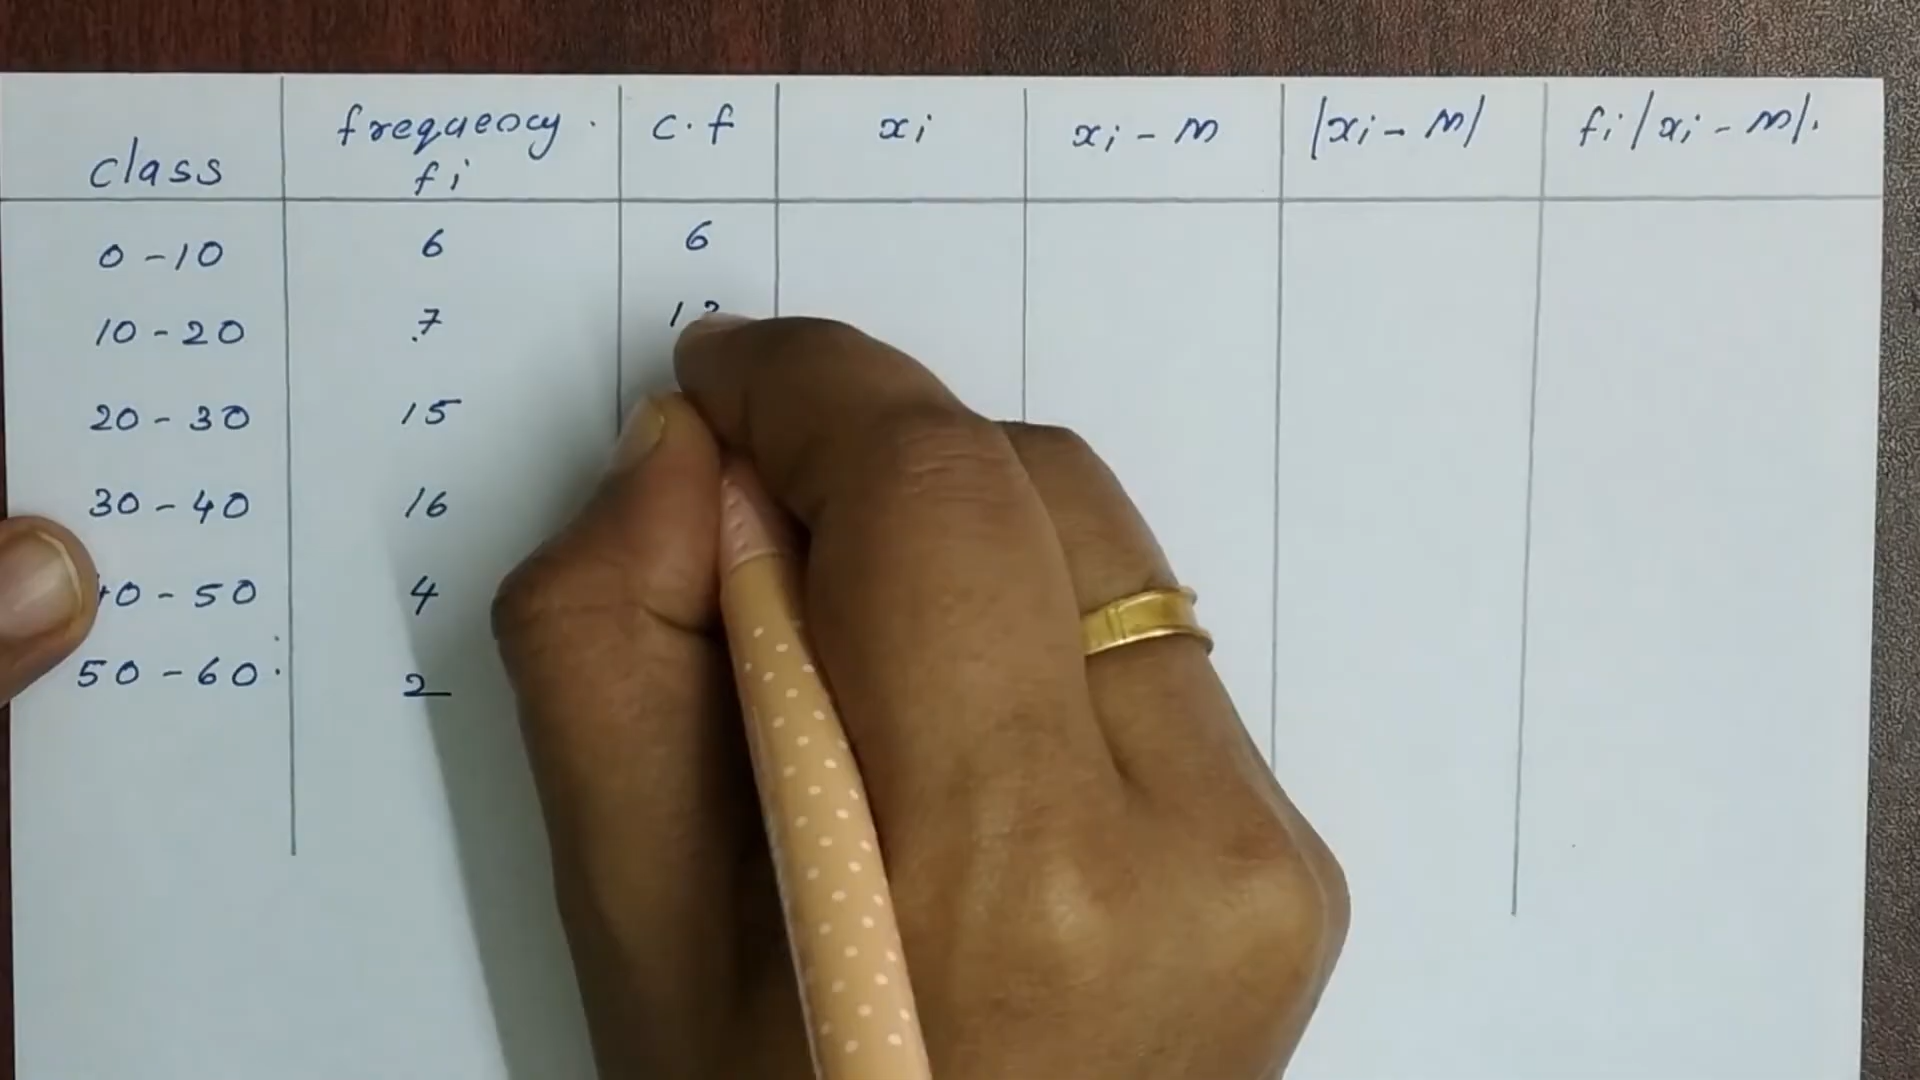 class frequency. fi c.f xi xi - M |xi - M| fi |xi - M|.
0 - 10 6 6
10 - 20 7
20 - 30 15
30 - 40 16
40 - 50 4
50 - 60 2